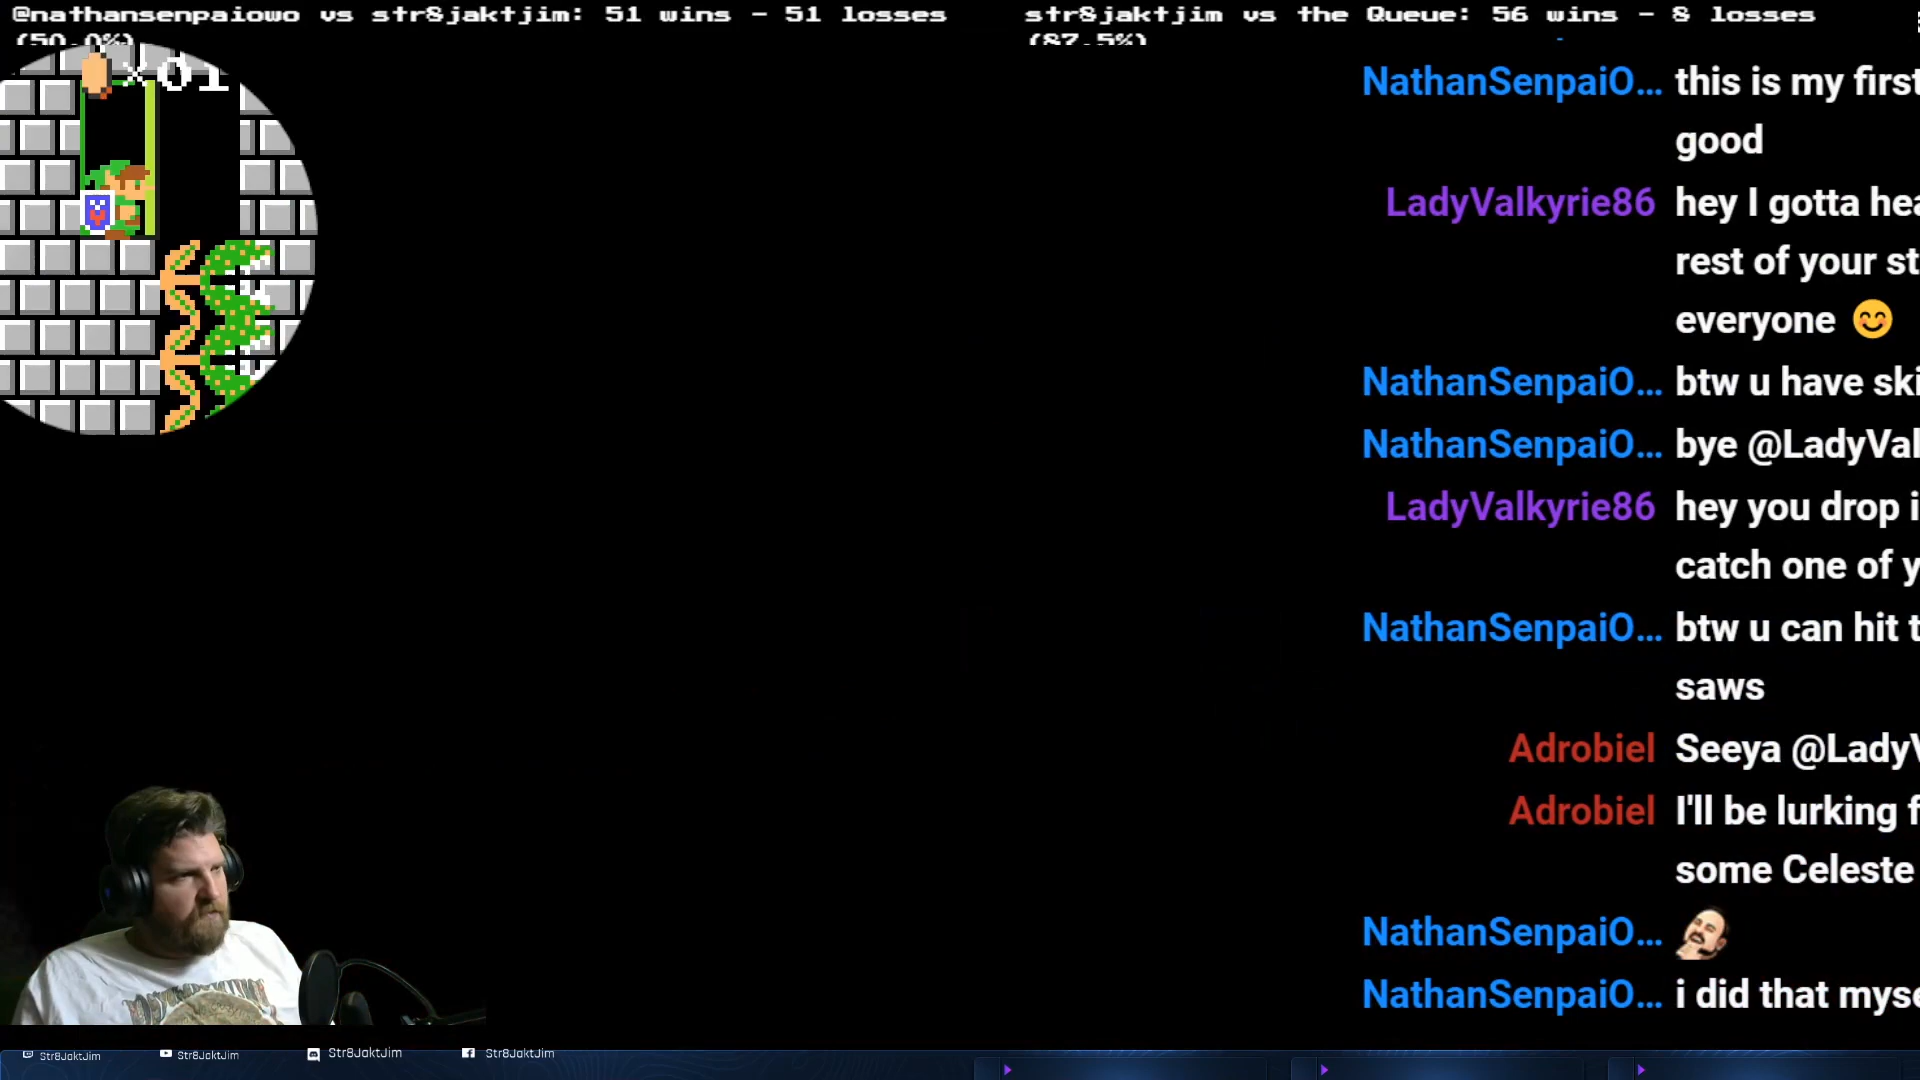 @nathansenpaiowo vs str8jaktjim: 51 wins - 51 losses
(50.0%)
str8jaktjim vs the Queue: 56 wins - 8 losses
(87.5%)
×01
NathanSenpaiO... this is my first
good
LadyValkyrie86 hey I gotta hea
rest of your st
everyone 😊
NathanSenpaiO... btw u have ski
NathanSenpaiO... bye @LadyVal
LadyValkyrie86 hey you drop i
catch one of y
NathanSenpaiO... btw u can hit t
saws
Adrobiel Seeya @LadyV
Adrobiel I'll be lurking f
some Celeste
NathanSenpaiO...
NathanSenpaiO... i did that myse
Str8JaktJim
Str8JaktJim
Str8JaktJim
Str8JaktJim